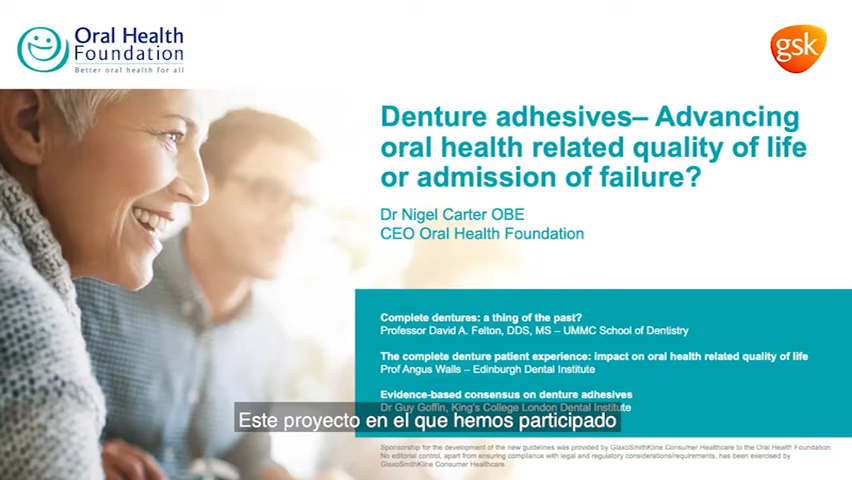 Oral Health
Foundation
Better oral health for all
gsk
Denture adhesives– Advancing
oral health related quality of life
or admission of failure?
Dr Nigel Carter OBE
CEO Oral Health Foundation
Complete dentures: a thing of the past?
Professor David A. Felton, DDS, MS – UMMC School of Dentistry
The complete denture patient experience: impact on oral health related quality of life
Prof Angus Walls – Edinburgh Dental Institute
Evidence-based consensus on denture adhesives
Dr Guy Goffin, King's College London Dental Institute
Este proyecto en el que hemos participado
Sponsorship for the development of the new guidelines was provided by GlaxoSmithKline Consumer Healthcare to the Oral Health Foundation.
No editorial control, apart from ensuring compliance with legal and regulatory considerations/requirements, has been exercised by
GlaxoSmithKline Consumer Healthcare.